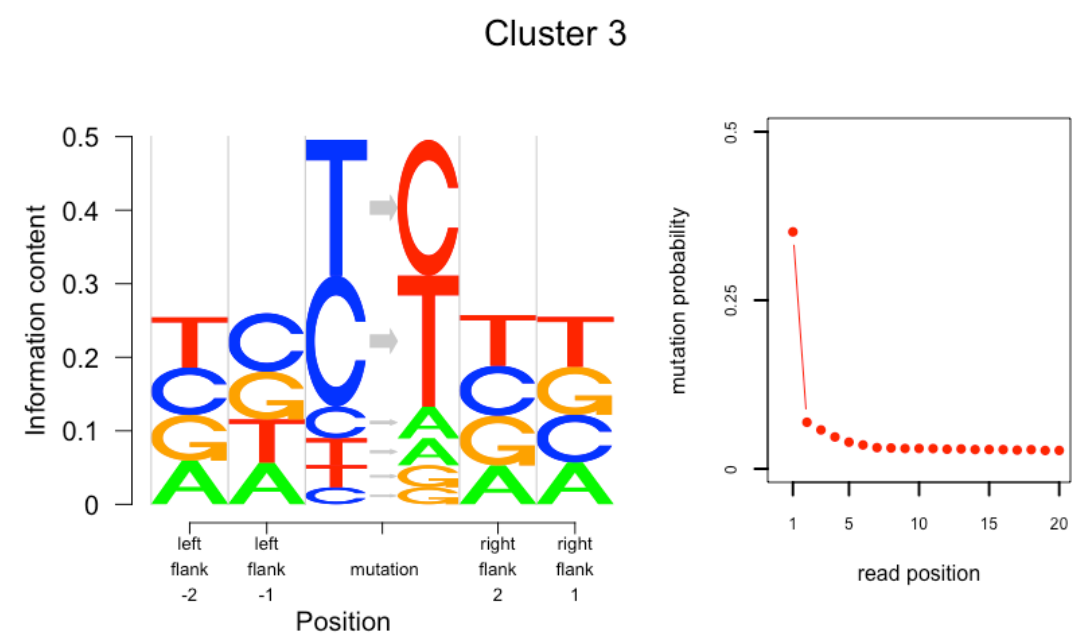 Cluster 3
Information content
0.5
0.4
0.3
0.2
0.1
0
T
C
G
A
C
G
T
A
T
C
C
T
T
C
C
T
A
A
G
G
T
C
G
A
T
G
C
A
left flank -2
left flank -1
mutation
right flank 2
right flank 1
Position
mutation probability
0.5
0.25
0
1
5
10
15
20
read position